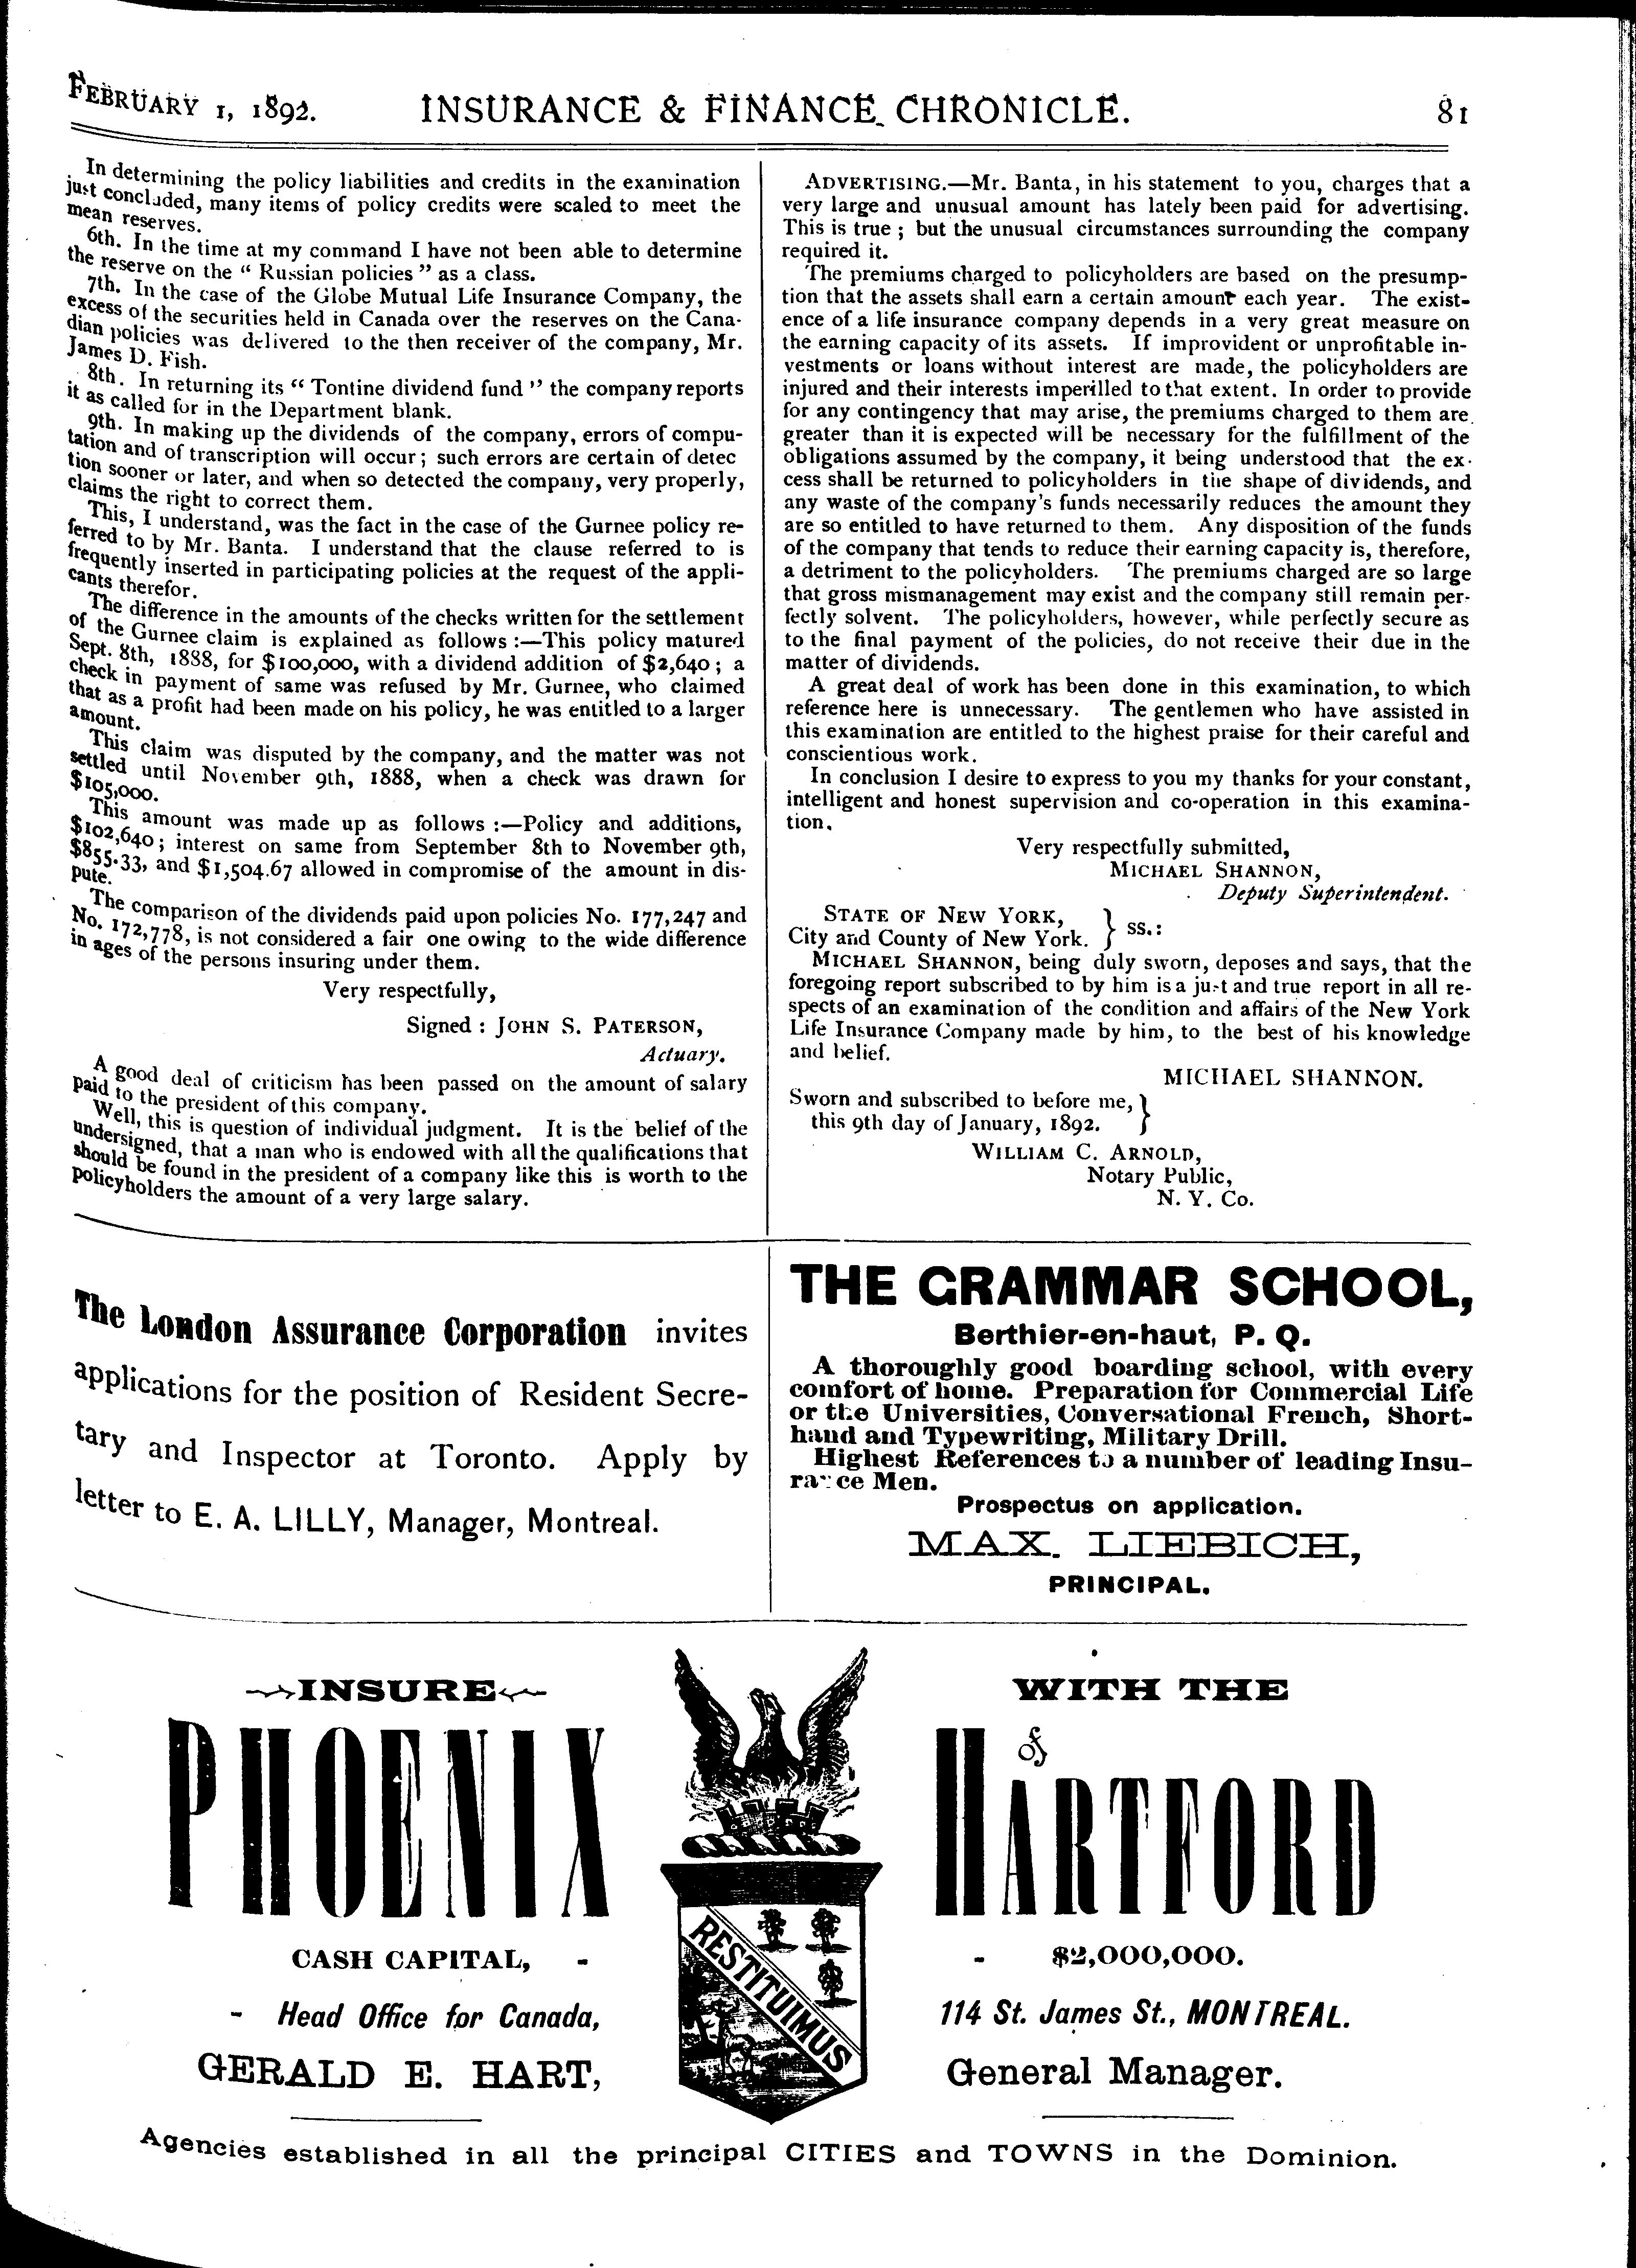 FEBRUARY 1, 1892. INSURANCE & FINANCE CHRONICLE. 81
In determining the policy liabilities and credits in the examination
just concluded, many items of policy credits were scaled to meet the
mean reserves.
6th. In the time at my command I have not been able to determine
the reserve on the “ Russian policies ” as a class.
7th. In the case of the Globe Mutual Life Insurance Company, the
excess of the securities held in Canada over the reserves on the Cana-
dian policies was delivered to the then receiver of the company, Mr.
James D. Fish.
8th. In returning its “ Tontine dividend fund ” the company reports
it as called for in the Department blank.
9th. In making up the dividends of the company, errors of compu-
tation and of transcription will occur ; such errors are certain of detec
tion sooner or later, and when so detected the company, very properly,
claims the right to correct them.
This, I understand, was the fact in the case of the Gurnee policy re-
ferred to by Mr. Banta. I understand that the clause referred to is
frequently inserted in participating policies at the request of the appli-
cants therefor.
The difference in the amounts of the checks written for the settlement
of the Gurnee claim is explained as follows :—This policy matured
Sept. 8th, 1888, for $100,000, with a dividend addition of $2,640 ; a
check in payment of same was refused by Mr. Gurnee, who claimed
that as a profit had been made on his policy, he was entitled to a larger
amount.
This claim was disputed by the company, and the matter was not
settled until November 9th, 1888, when a check was drawn for
$105,000.
This amount was made up as follows :—Policy and additions,
$102,640 ; interest on same from September 8th to November 9th,
$855.33, and $1,504.67 allowed in compromise of the amount in dis-
pute.
The comparison of the dividends paid upon policies No. 177,247 and
No. 172,778, is not considered a fair one owing to the wide difference
in ages of the persons insuring under them.
Very respectfully,
Signed : JOHN S. PATERSON,
Actuary.
A good deal of criticism has been passed on the amount of salary
paid to the president of this company.
Well, this is question of individual judgment. It is the belief of the
undersigned, that a man who is endowed with all the qualifications that
should be found in the president of a company like this is worth to the
policyholders the amount of a very large salary.
ADVERTISING.—Mr. Banta, in his statement to you, charges that a
very large and unusual amount has lately been paid for advertising.
This is true ; but the unusual circumstances surrounding the company
required it.
The premiums charged to policyholders are based on the presump-
tion that the assets shall earn a certain amount each year. The exist-
ence of a life insurance company depends in a very great measure on
the earning capacity of its assets. If improvident or unprofitable in-
vestments or loans without interest are made, the policyholders are
injured and their interests imperilled to that extent. In order to provide
for any contingency that may arise, the premiums charged to them are
greater than it is expected will be necessary for the fulfillment of the
obligations assumed by the company, it being understood that the ex-
cess shall be returned to policyholders in the shape of dividends, and
any waste of the company's funds necessarily reduces the amount they
are so entitled to have returned to them. Any disposition of the funds
of the company that tends to reduce their earning capacity is, therefore,
a detriment to the policyholders. The premiums charged are so large
that gross mismanagement may exist and the company still remain per-
fectly solvent. The policyholders, however, while perfectly secure as
to the final payment of the policies, do not receive their due in the
matter of dividends.
A great deal of work has been done in this examination, to which
reference here is unnecessary. The gentlemen who have assisted in
this examination are entitled to the highest praise for their careful and
conscientious work.
In conclusion I desire to express to you my thanks for your constant,
intelligent and honest supervision and co-operation in this examina-
tion.
Very respectfully submitted,
MICHAEL SHANNON,
Deputy Superintendent.
STATE OF NEW YORK,
City and County of New York. } ss.:
MICHAEL SHANNON, being duly sworn, deposes and says, that the
foregoing report subscribed to by him is a just and true report in all re-
spects of an examination of the condition and affairs of the New York
Life Insurance Company made by him, to the best of his knowledge
and belief.
MICHAEL SHANNON.
Sworn and subscribed to before me, }
this 9th day of January, 1892.
WILLIAM C. ARNOLD,
Notary Public,
N. Y. Co.
The London Assurance Corporation invites
applications for the position of Resident Secre-
tary and Inspector at Toronto. Apply by
letter to E. A. LILLY, Manager, Montreal.
THE GRAMMAR SCHOOL,
Berthier-en-haut, P. Q.
A thoroughly good boarding school, with every
comfort of home. Preparation for Commercial Life
or the Universities, Conversational French, Short-
hand and Typewriting, Military Drill.
Highest References to a number of leading Insu-
rance Men.
Prospectus on application.
MAX. LIEBICH,
PRINCIPAL.
INSURE WITH THE
PHOENIX of HARTFORD
RESTITUIMUS
CASH CAPITAL, - - $2,000,000.
- Head Office for Canada, 114 St. James St., MONTREAL.
GERALD E. HART, General Manager.
Agencies established in all the principal CITIES and TOWNS in the Dominion.